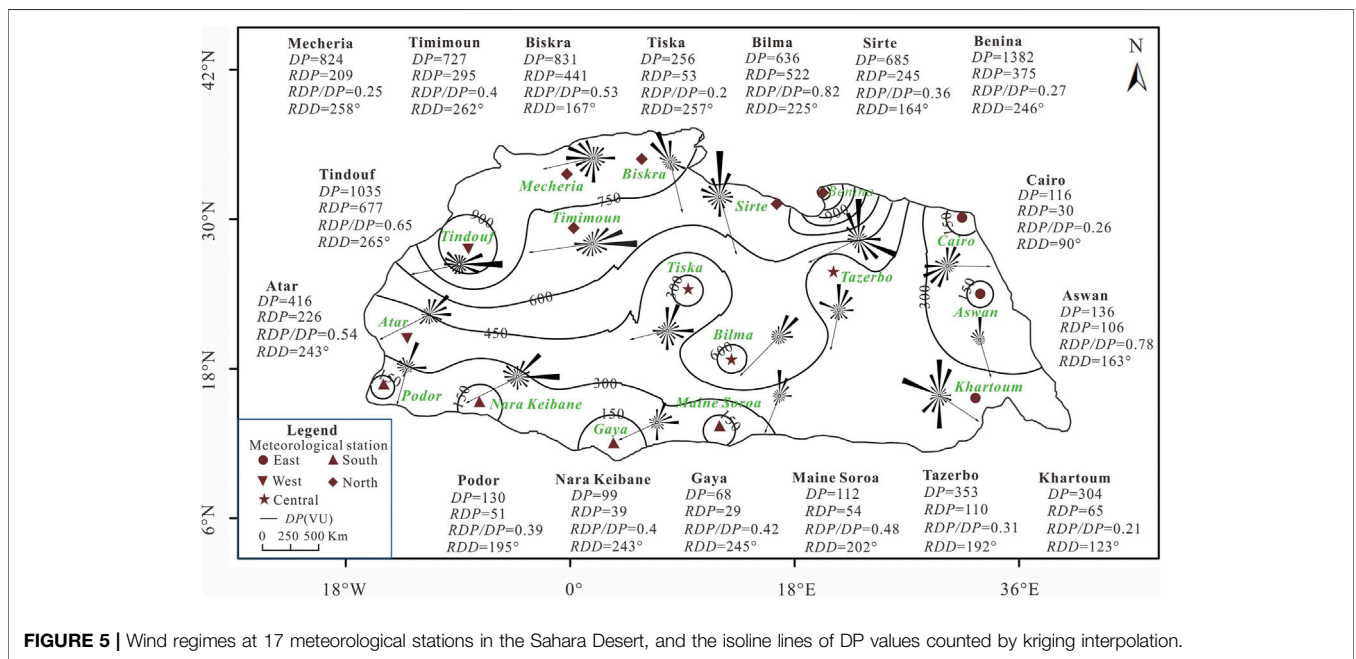 Mecheria
DP=824
RDP=209
RDP/DP=0.25
RDD=258°
Timimoun
DP=727
RDP=295
RDP/DP=0.4
RDD=262°
Biskra
DP=831
RDP=441
RDP/DP=0.53
RDD=167°
Tiska
DP=256
RDP=53
RDP/DP=0.2
RDD=257°
Bilma
DP=636
RDP=522
RDP/DP=0.82
RDD=225°
Sirte
DP=685
RDP=245
RDP/DP=0.36
RDD=164°
Benina
DP=1382
RDP=375
RDP/DP=0.27
RDD=246°
N
42°N
30°N
18°N
6°N
Tindouf
DP=1035
RDP=677
RDP/DP=0.65
RDD=265°
Atar
DP=416
RDP=226
RDP/DP=0.54
RDD=243°
Cairo
DP=116
RDP=30
RDP/DP=0.26
RDD=90°
Aswan
DP=136
RDP=106
RDP/DP=0.78
RDD=163°
Mecheria
Biskra
Sirte
Benina
900
750
900
Timimoun
Tindouf
Cairo
150
Tiska
300
Tazerbo
600
300
150
Aswan
Atar
450
Bilma
600
150
Podor
150
Nara Keibane
300
Maine Soroa
150
Khartoum
150
Gaya
Legend
Meteorological station
East
South
West
North
Central
DP(VU)
0 250 500 Km
Podor
DP=130
RDP=51
RDP/DP=0.39
RDD=195°
Nara Keibane
DP=99
RDP=39
RDP/DP=0.4
RDD=243°
Gaya
DP=68
RDP=29
RDP/DP=0.42
RDD=245°
Maine Soroa
DP=112
RDP=54
RDP/DP=0.48
RDD=202°
Tazerbo
DP=353
RDP=110
RDP/DP=0.31
RDD=192°
Khartoum
DP=304
RDP=65
RDP/DP=0.21
RDD=123°
18°W
0°
18°E
36°E
FIGURE 5 | Wind regimes at 17 meteorological stations in the Sahara Desert, and the isoline lines of DP values counted by kriging interpolation.